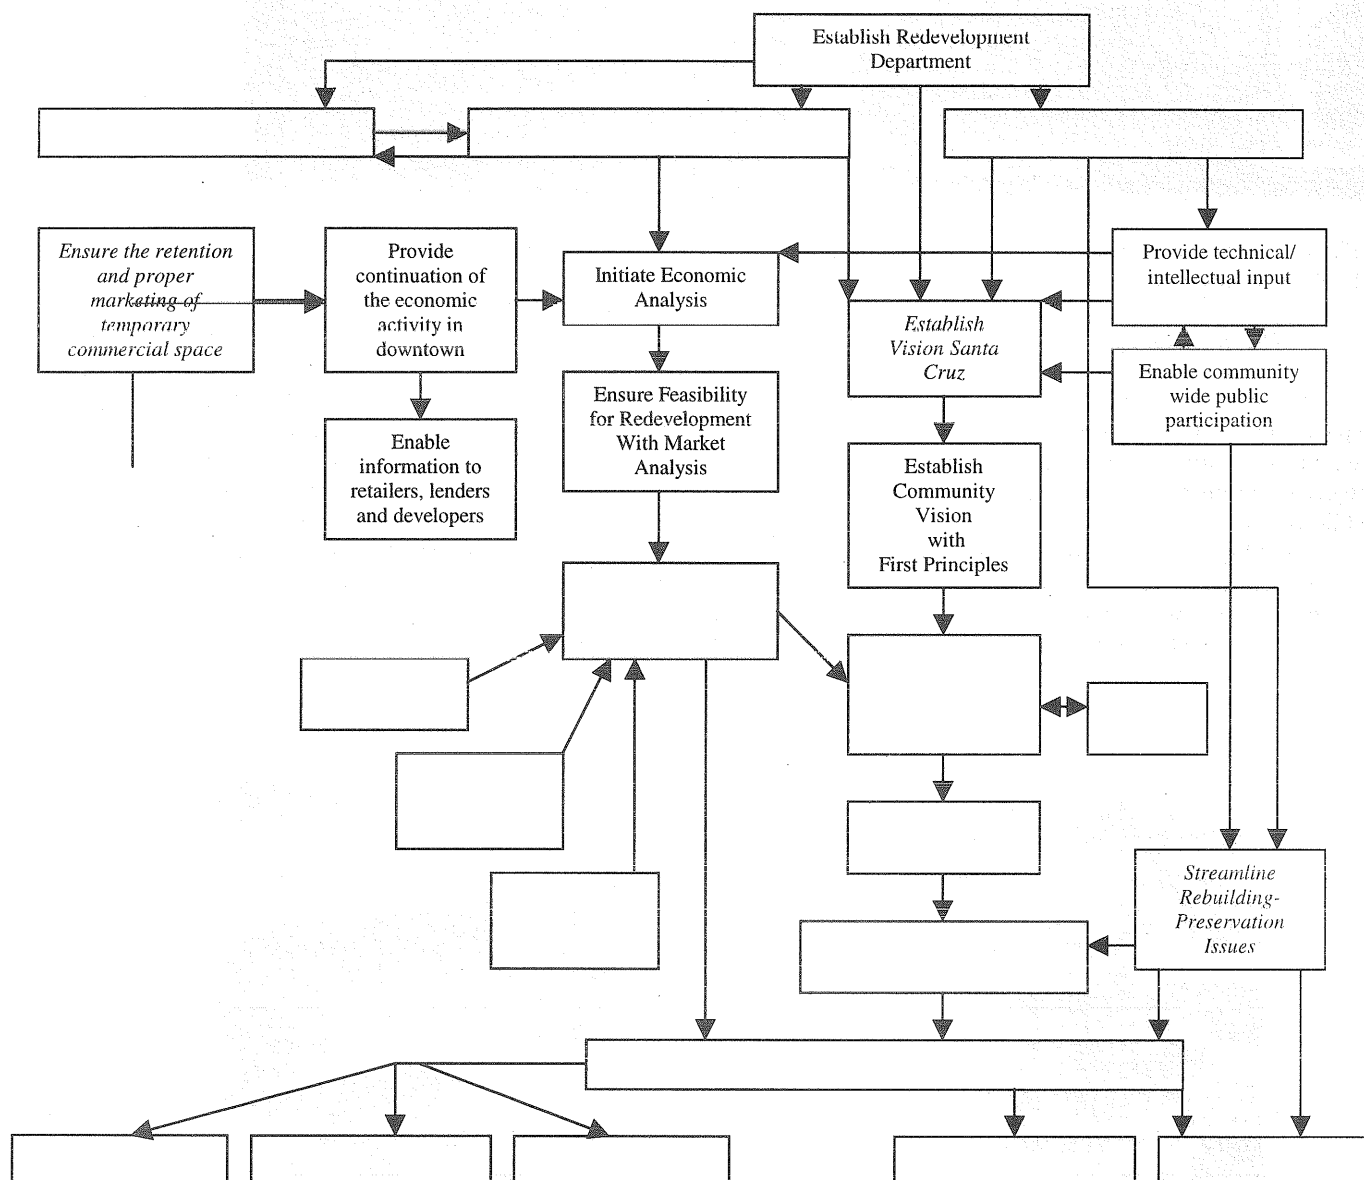 Establish Redevelopment
Department
Ensure the retention
and proper
marketing of
temporary
commercial space
Provide
continuation of
the economic
activity in
downtown
Initiate Economic
Analysis
Provide technical/
intellectual input
Establish
Vision Santa
Cruz
Enable community
wide public
participation
Ensure Feasibility
for Redevelopment
With Market
Analysis
Enable
information to
retailers, lenders
and developers
Establish
Community
Vision
with
First Principles
Streamline
Rebuilding-
Preservation
Issues